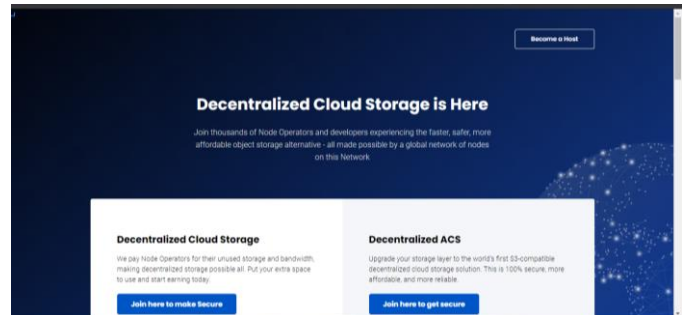 Become a Host
Decentralized Cloud Storage is Here
Join thousands of Node Operators and developers experiencing the faster, safer, more
affordable object storage alternative - all made possible by a global network of nodes
on this Network
Decentralized Cloud Storage
We pay Node Operators for their unused storage and bandwidth,
making decentralized storage possible all. Put your extra space
to use and start earning today.
Join here to make Secure
Decentralized ACS
Upgrade your storage layer to the world's first S3-compatible
decentralized cloud storage solution. This is 100% secure, more
affordable, and more reliable.
Join here to get secure